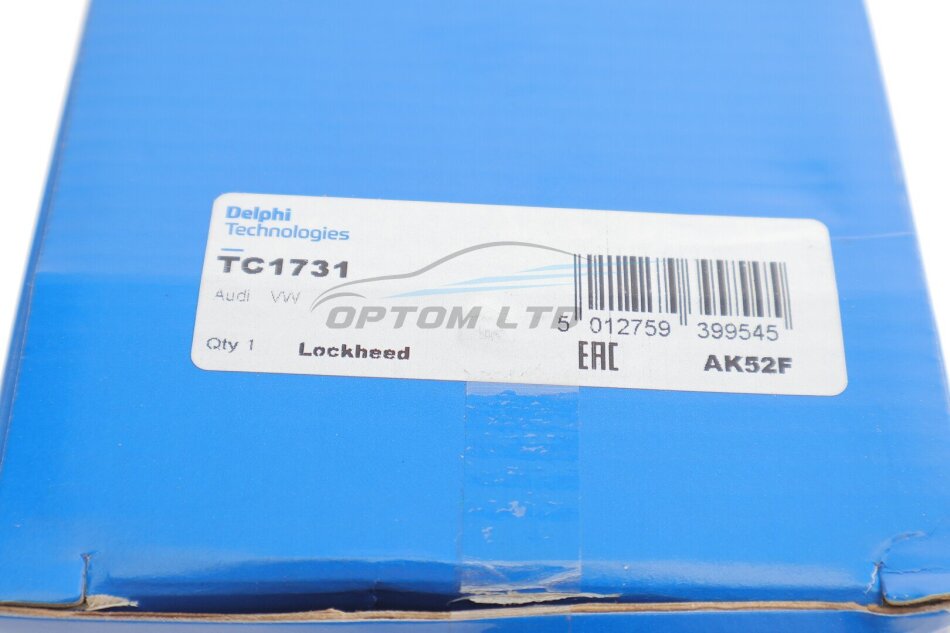 Delphi
Technologies
TC1731
Audi VW
OPTOM LTD
5 012759 399545
Qty 1 Lockheed EAC AK52F